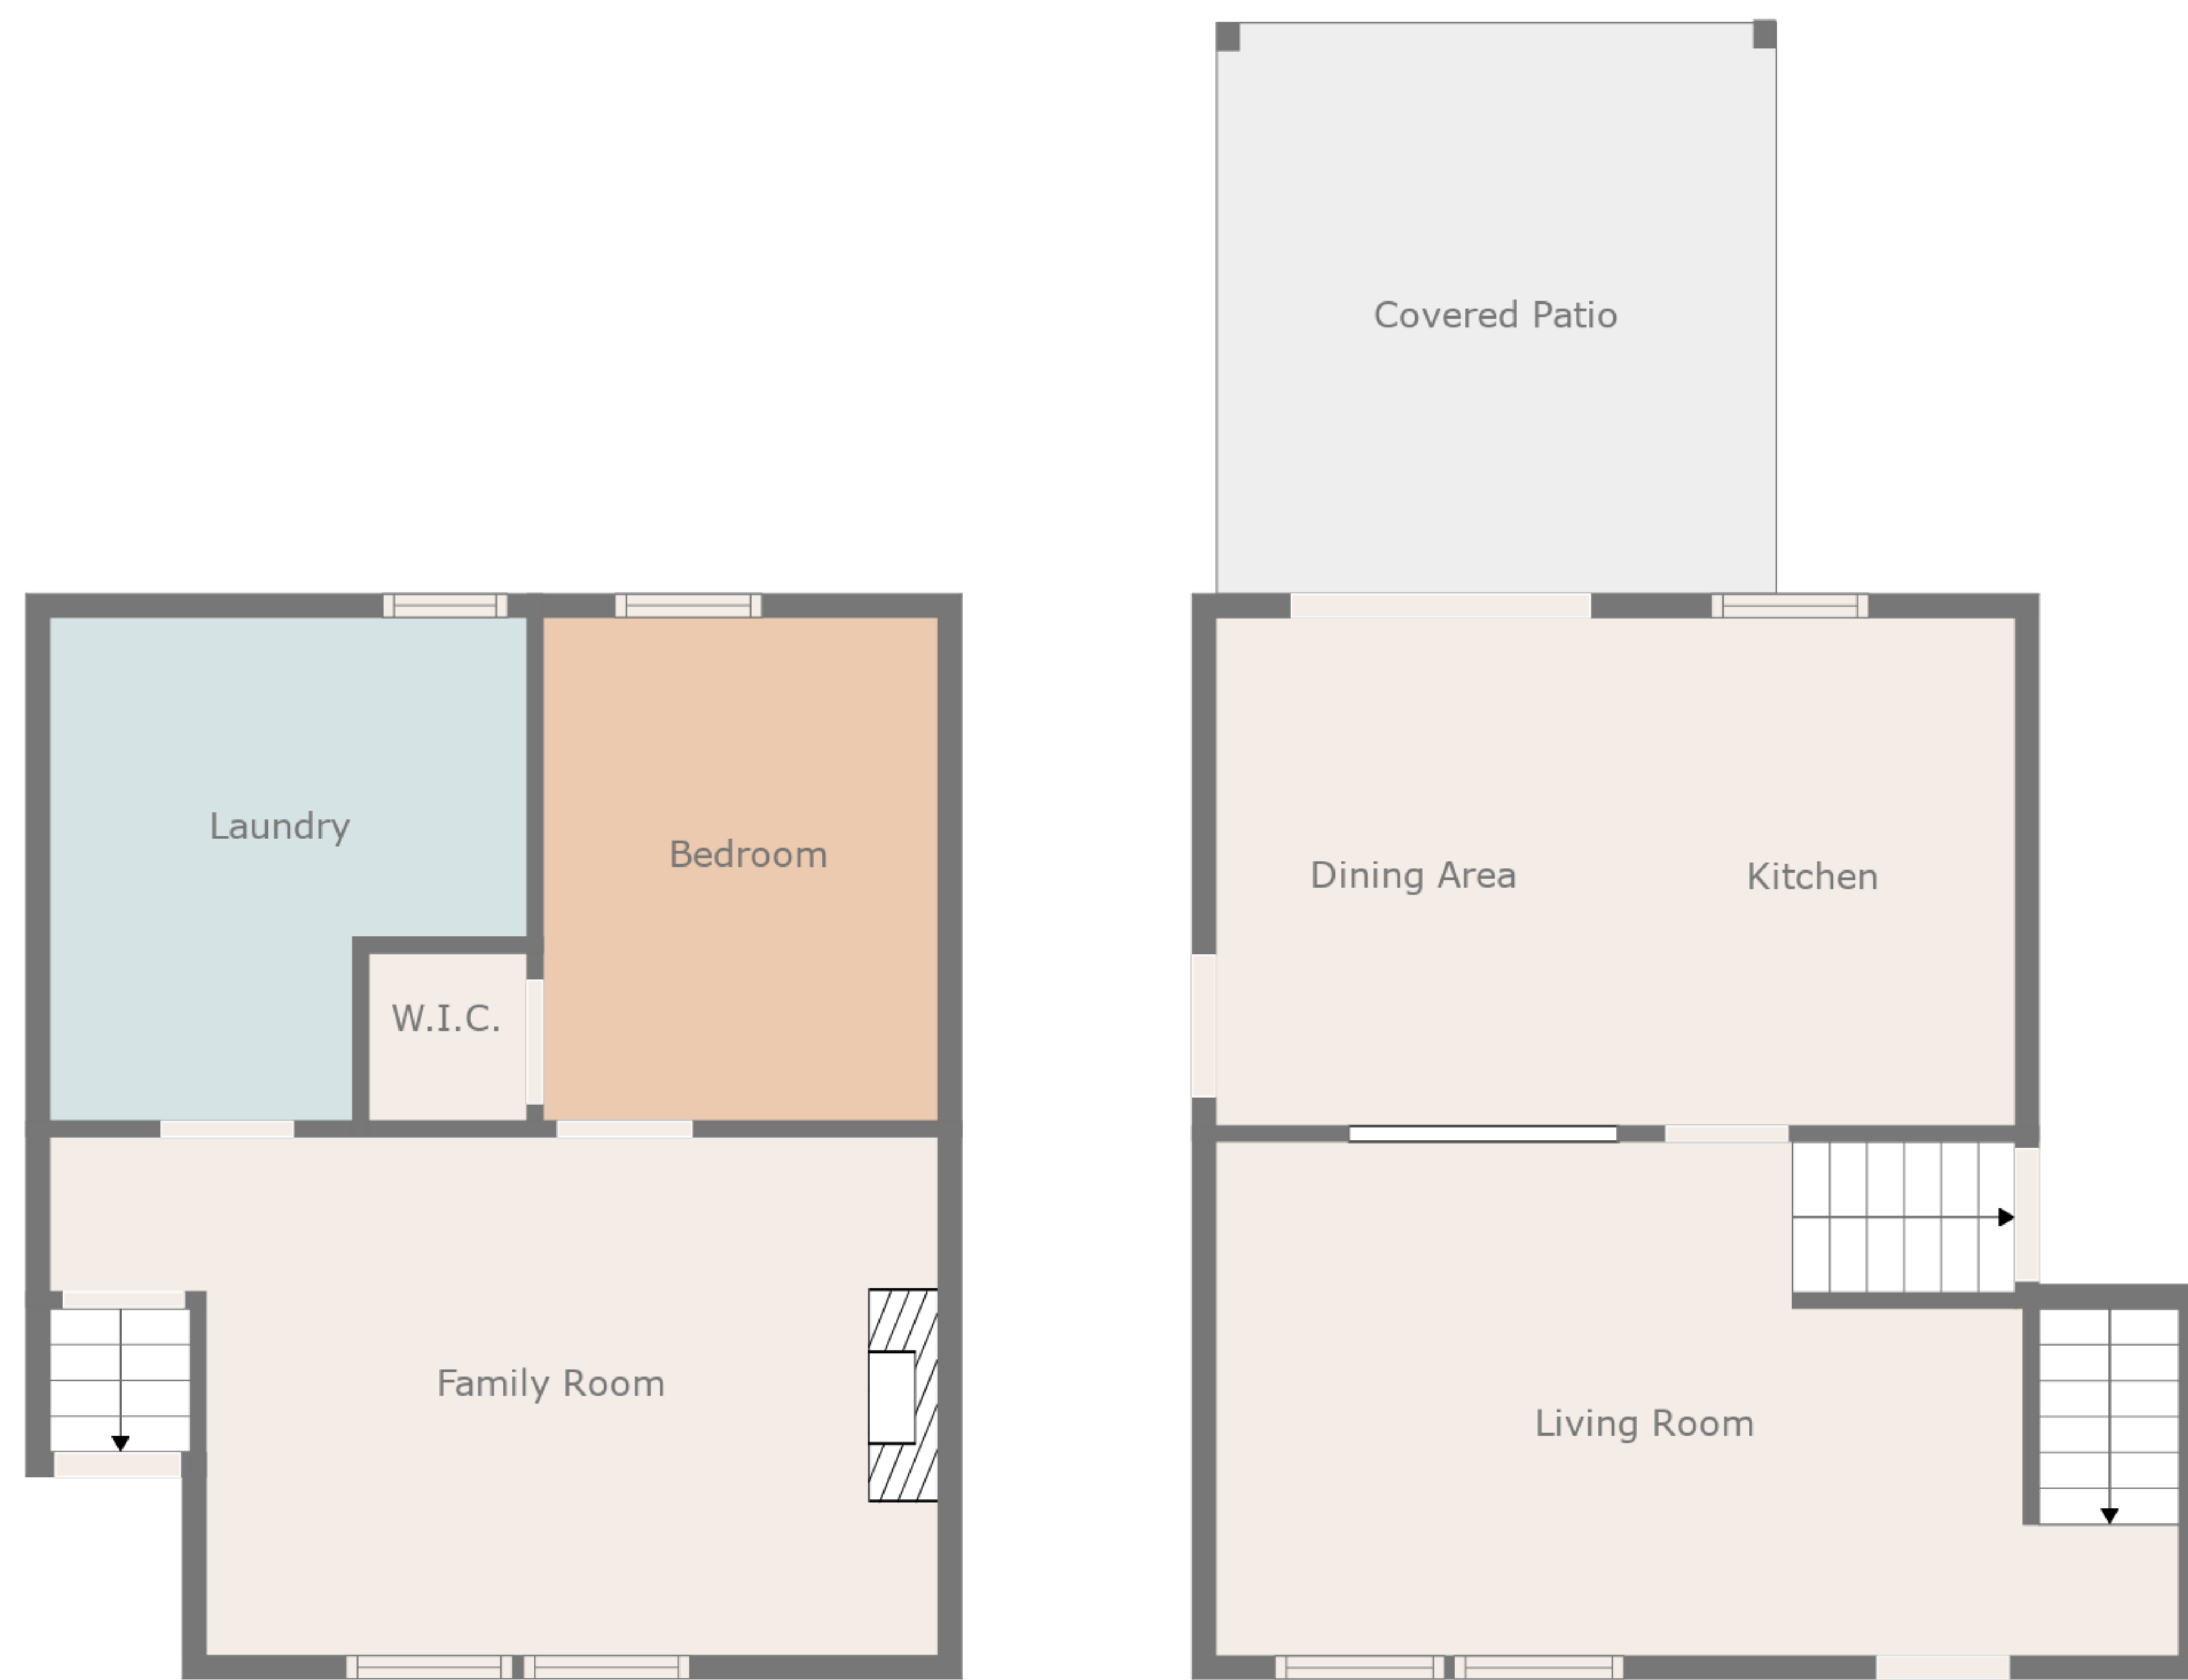 Covered Patio
Laundry
Bedroom
Dining Area
Kitchen
W.I.C.
Family Room
Living Room